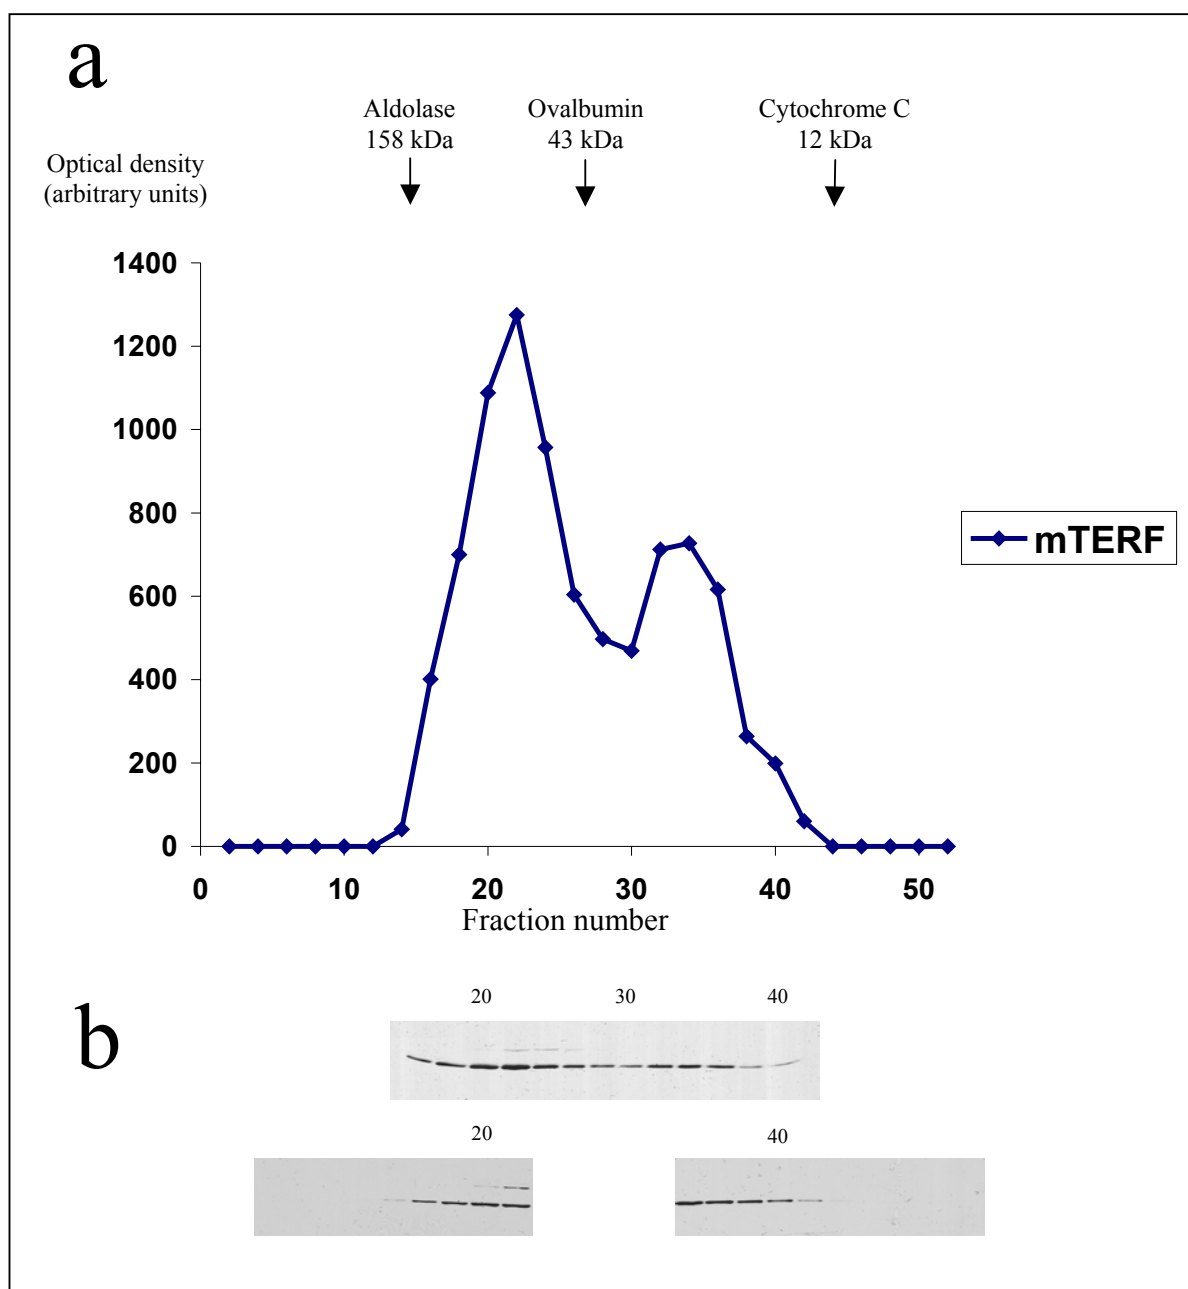 a
Aldolase
158 kDa
Ovalbumin
43 kDa
Cytochrome C
12 kDa
Optical density
(arbitrary units)
1400
1200
1000
800
600
400
200
0
0 10 20 30 40 50
Fraction number
mTERF
b
20 30 40
20 40